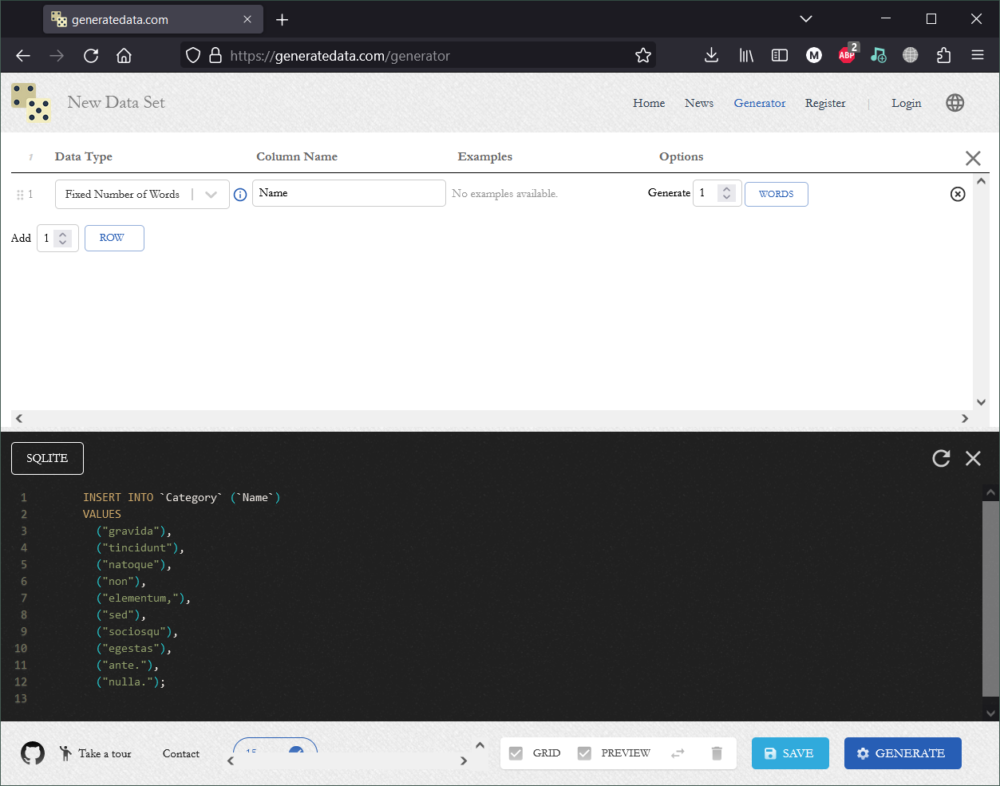 generatedata.com
https://generatedata.com/generator
ABP 2
M
New Data Set
Home News Generator Register | Login
1 Data Type Column Name Examples Options
1 Fixed Number of Words Name No examples available. Generate 1 WORDS
Add 1 ROW
SQLITE
1 INSERT INTO `Category` (`Name`)
2 VALUES
3 ("gravida"),
4 ("tincidunt"),
5 ("natoque"),
6 ("non"),
7 ("elementum,"),
8 ("sed"),
9 ("sociosqu"),
10 ("egestas"),
11 ("ante."),
12 ("nulla.");
13
Take a tour Contact GRID PREVIEW SAVE GENERATE